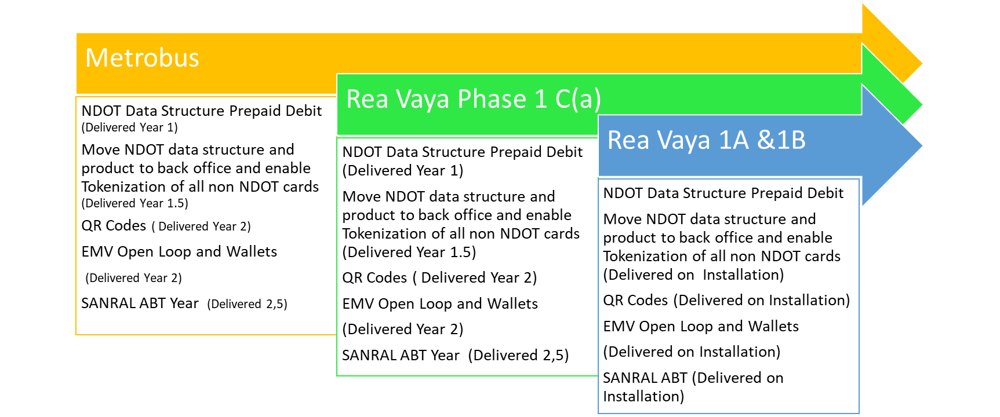 Metrobus
NDOT Data Structure Prepaid Debit
(Delivered Year 1)
Move NDOT data structure and
product to back office and enable
Tokenization of all non NDOT cards
(Delivered Year 1.5)
QR Codes ( Delivered Year 2)
EMV Open Loop and Wallets
(Delivered Year 2)
SANRAL ABT Year (Delivered 2,5)
Rea Vaya Phase 1 C(a)
NDOT Data Structure Prepaid Debit
(Delivered Year 1)
Move NDOT data structure and
product to back office and enable
Tokenization of all non NDOT cards
(Delivered Year 1.5)
QR Codes ( Delivered Year 2)
EMV Open Loop and Wallets
(Delivered Year 2)
SANRAL ABT Year (Delivered 2,5)
Rea Vaya 1A &1B
NDOT Data Structure Prepaid Debit
Move NDOT data structure and
product to back office and enable
Tokenization of all non NDOT cards
(Delivered on Installation)
QR Codes (Delivered on Installation)
EMV Open Loop and Wallets
(Delivered on Installation)
SANRAL ABT (Delivered on
Installation)